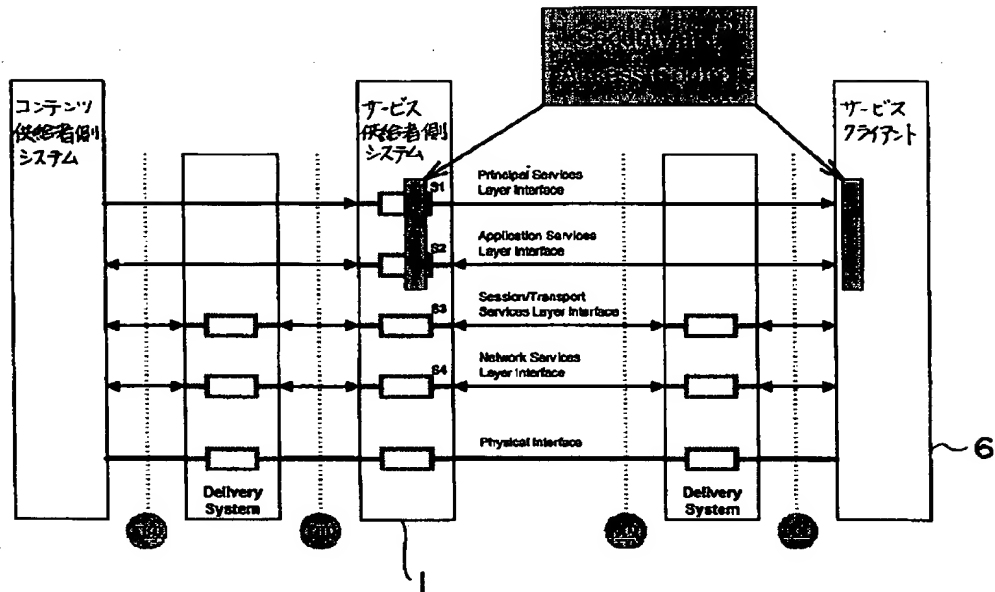 Security
Access Control
コンテンツ
供給者側
システム
サービス
供給者側
システム
サービス
クライアント
S1
Principal Services
Layer Interface
S2
Application Services
Layer Interface
S3
Session/Transport
Services Layer Interface
S4
Network Services
Layer Interface
Physical Interface
Delivery
System
Delivery
System
6
1